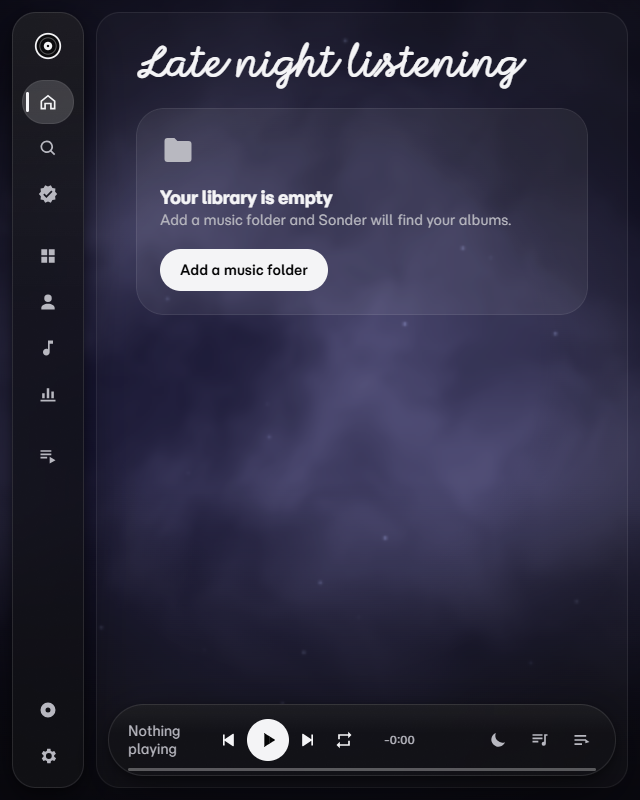 Late night listening
Your library is empty
Add a music folder and Sonder will find your albums.
Add a music folder
Nothing
playing
-0:00